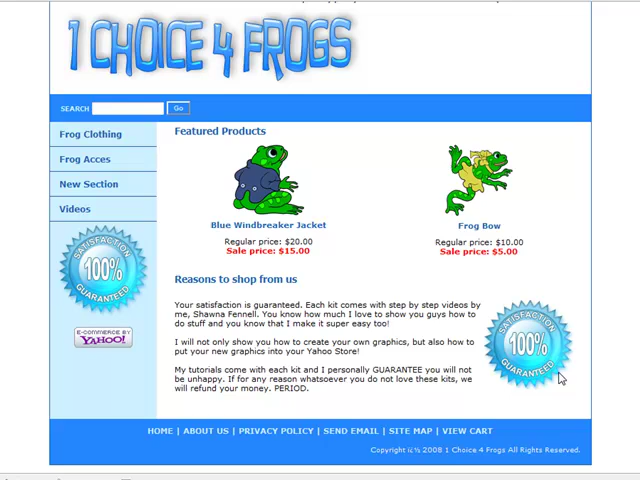 1 CHOICE 4 FROGS
SEARCH Go
Frog Clothing
Frog Acces
New Section
Videos
SATISFACTION
100%
GUARANTEED
E-COMMERCE BY
YAHOO!
Featured Products
Blue Windbreaker Jacket
Regular price: $20.00
Sale price: $15.00
Frog Bow
Regular price: $10.00
Sale price: $5.00
Reasons to shop from us
Your satisfaction is guaranteed. Each kit comes with step by step videos by
me, Shawna Fennell. You know how much I love to show you guys how to
do stuff and you know that I make it super easy too!
I will not only show you how to create your own graphics, but also how to
put your new graphics into your Yahoo Store!
My tutorials come with each kit and I personally GUARANTEE you will not
be unhappy. If for any reason whatsoever you do not love these kits, we
will refund your money. PERIOD.
SATISFACTION
100%
GUARANTEED
HOME | ABOUT US | PRIVACY POLICY | SEND EMAIL | SITE MAP | VIEW CART
Copyright ï¿½ 2008 1 Choice 4 Frogs All Rights Reserved.